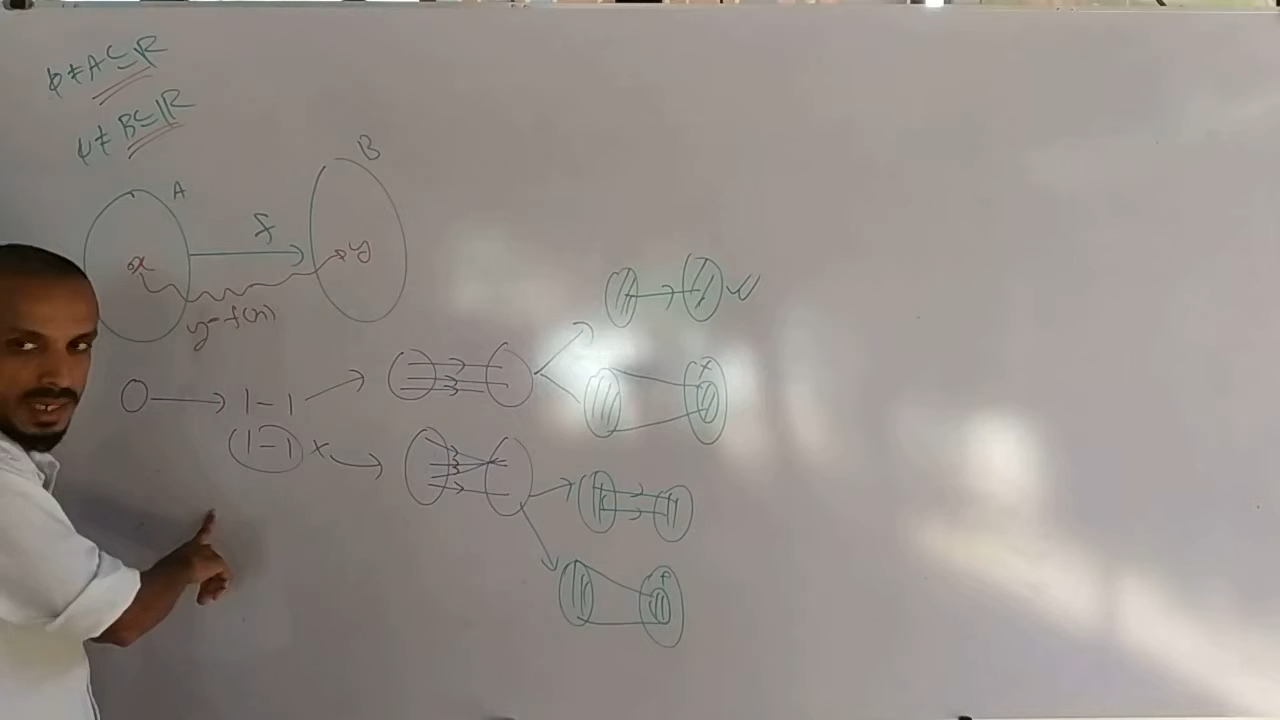 ϕ ≠ A ⊆ R
ϕ ≠ B ⊆ R
A
B
f
x
y
y = f(x)
1-1
(1-1) x
x